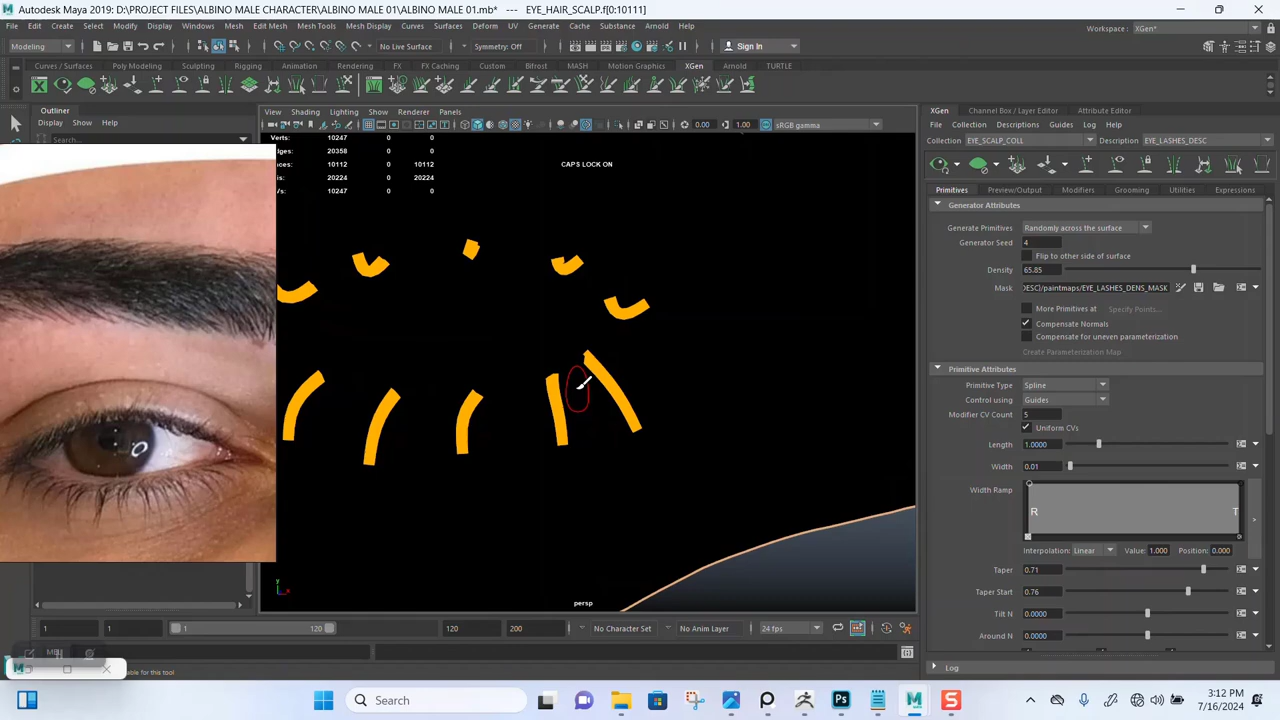 Autodesk Maya 2019: D:\PROJECT FILES\ALBINO MALE CHARACTER\ALBINO MALE 01\ALBINO MALE 01.mb* --- EYE_HAIR_SCALP.f[0:10111]
File Edit Create Select Modify Display Windows Mesh Edit Mesh Mesh Tools Mesh Display Curves Surfaces Deform UV Generate Cache Substance Arnold Help
Workspace: XGen*
Modeling No Live Surface Symmetry: Off Sign In
Curves / Surfaces Poly Modeling Sculpting Rigging Animation Rendering FX FX Caching Custom Bifrost MASH Motion Graphics XGen Arnold TURTLE
Outliner
Display Show Help
Search...
View Shading Lighting Show Renderer Panels
0.00 1.00 sRGB gamma
Verts: 10247 0 0
dges: 20358 0 0
aces: 10112 10112 0
is: 20224 20224 0
Vs: 10247 0 0
CAPS LOCK ON
persp
XGen Channel Box / Layer Editor Attribute Editor
File Collection Descriptions Guides Log Help
Collection EYE_SCALP_COLL Description EYE_LASHES_DESC
Primitives Preview/Output Modifiers Grooming Utilities Expressions
Generator Attributes
Generate Primitives Randomly across the surface
Generator Seed 4
Flip to other side of surface
Density 65.85
Mask DESC}/paintmaps/EYE_LASHES_DENS_MASK
More Primitives at Specify Points...
Compensate Normals
Compensate for uneven parameterization
Create Parameterization Map
Primitive Attributes
Primitive Type Spline
Control using Guides
Modifier CV Count 5
Uniform CVs
Length 1.0000
Width 0.01
Width Ramp
R T
Interpolation: Linear Value: 1.000 Position: 0.000
Taper 0.71
Taper Start 0.76
Tilt N 0.0000
Around N 0.0000
Log
1 1 1 120 120 200 No Character Set No Anim Layer 24 fps
MEL
able for this tool
Search
3:12 PM
7/16/2024